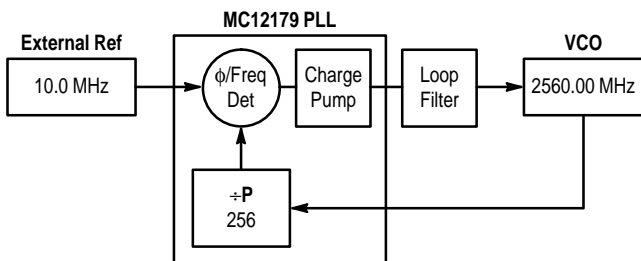 MC12179 PLL
External Ref
VCO
10.0 MHz
ϕ/Freq
Det
Charge
Pump
Loop
Filter
2560.00 MHz
÷P
256